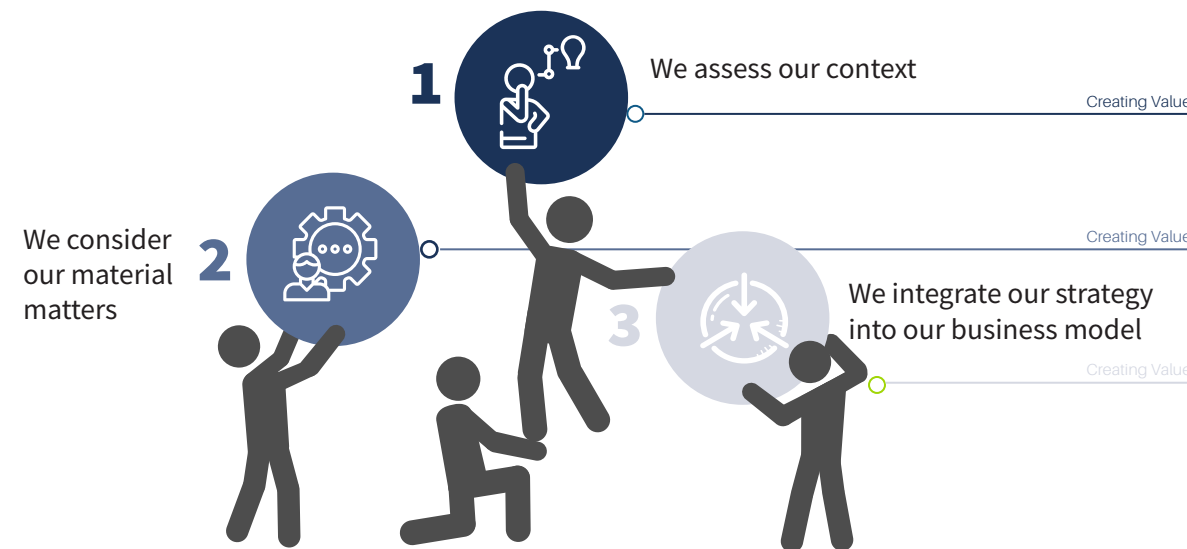 1
We assess our context
Creating Value
2
We consider
our material
matters
Creating Value
3
We integrate our strategy
into our business model
Creating Value